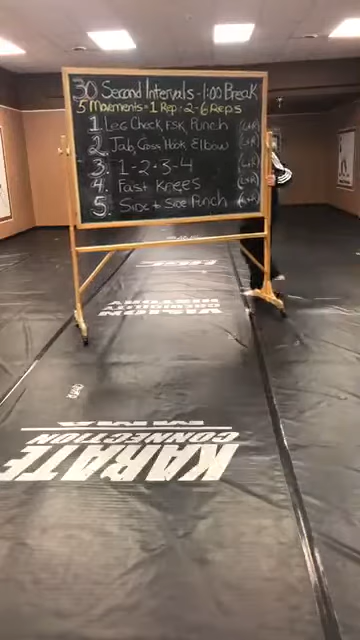 30 Second Intervals - 1:00 Break
5 Movements = 1 Rep - 2-6 Reps
1. Leg Check, FSK, Punch (L+R)
2. Jab, Cross, Hook, Elbow (L+R)
3. 1-2-3-4 (L+R)
4. Fast Knees (L+R)
5. Side + Side Punch (L+R)
KARATE
CONNECTION
MMA